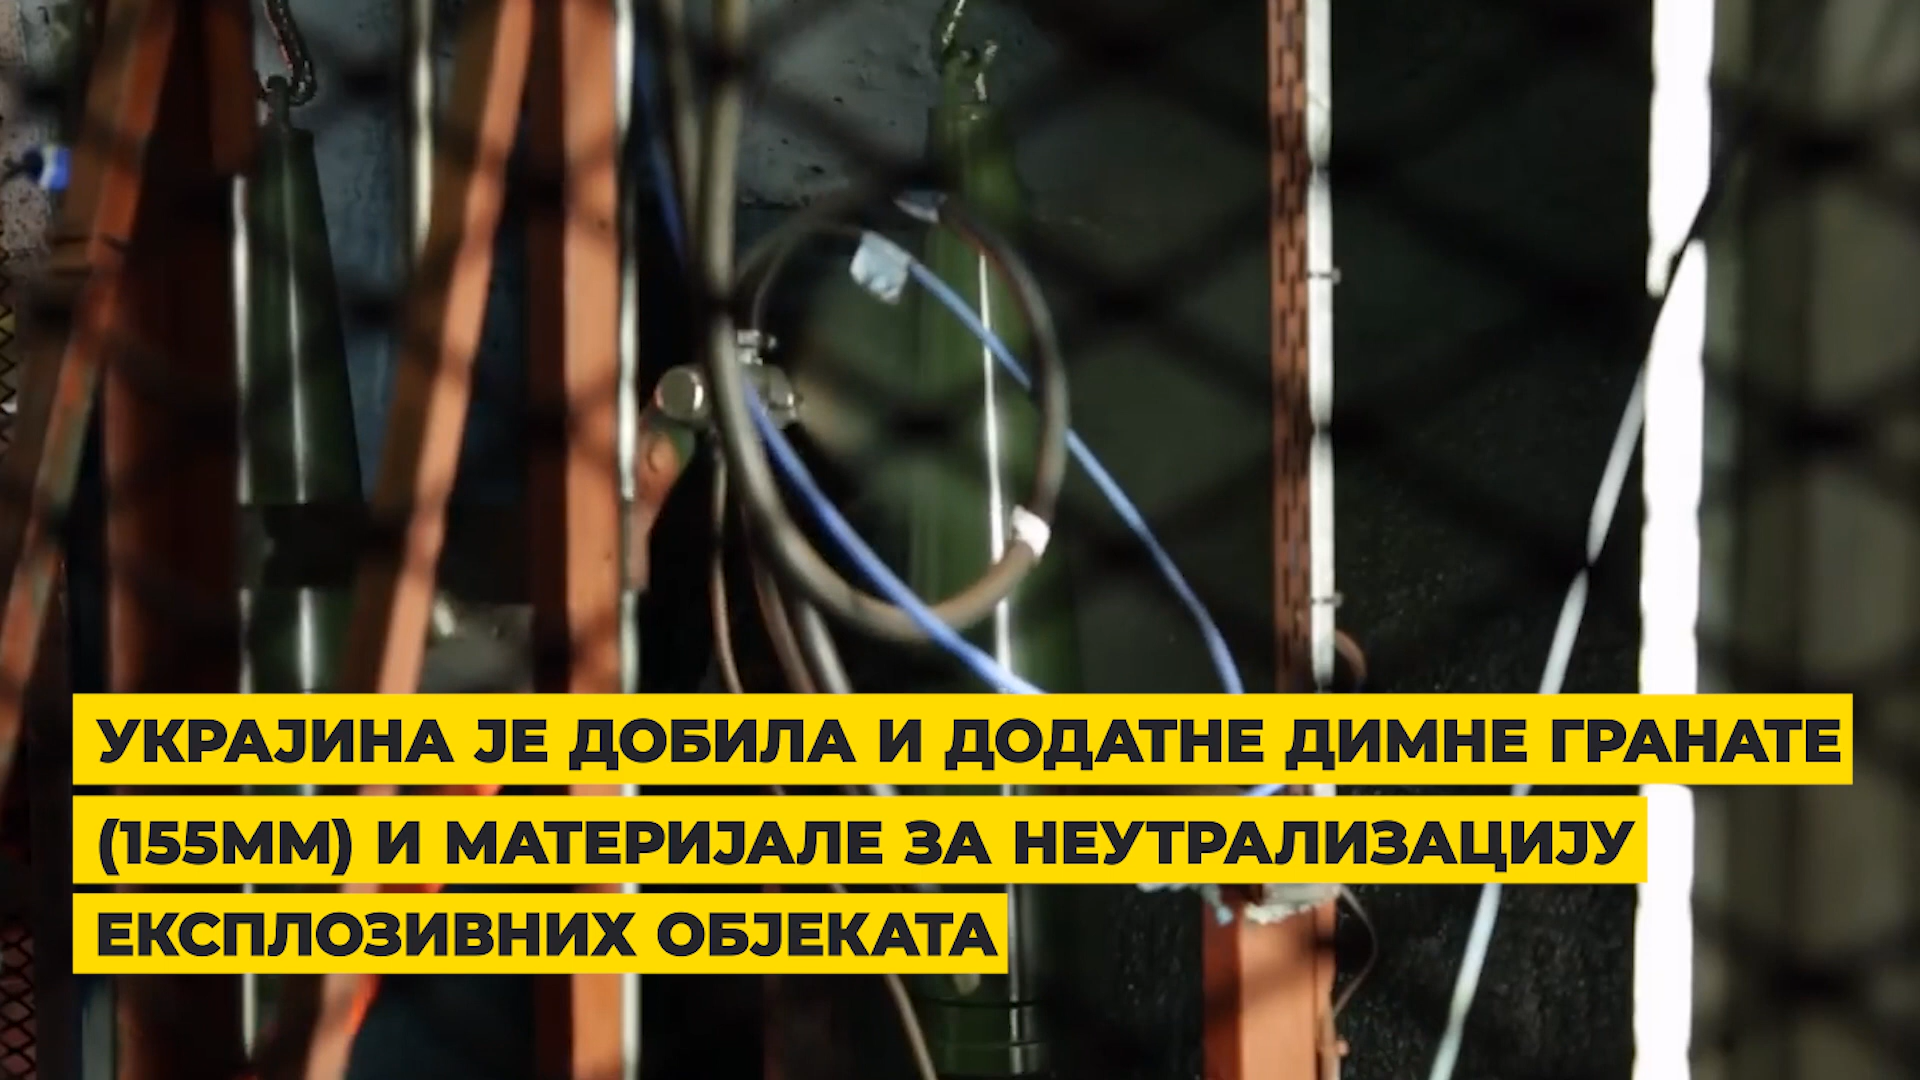 УКРАЈИНА ЈЕ ДОБИЛА И ДОДАТНЕ ДИМНЕ ГРАНАТЕ
(155ММ) И МАТЕРИЈАЛЕ ЗА НЕУТРАЛИЗАЦИЈУ
ЕКСПЛОЗИВНИХ ОБЈЕКАТА